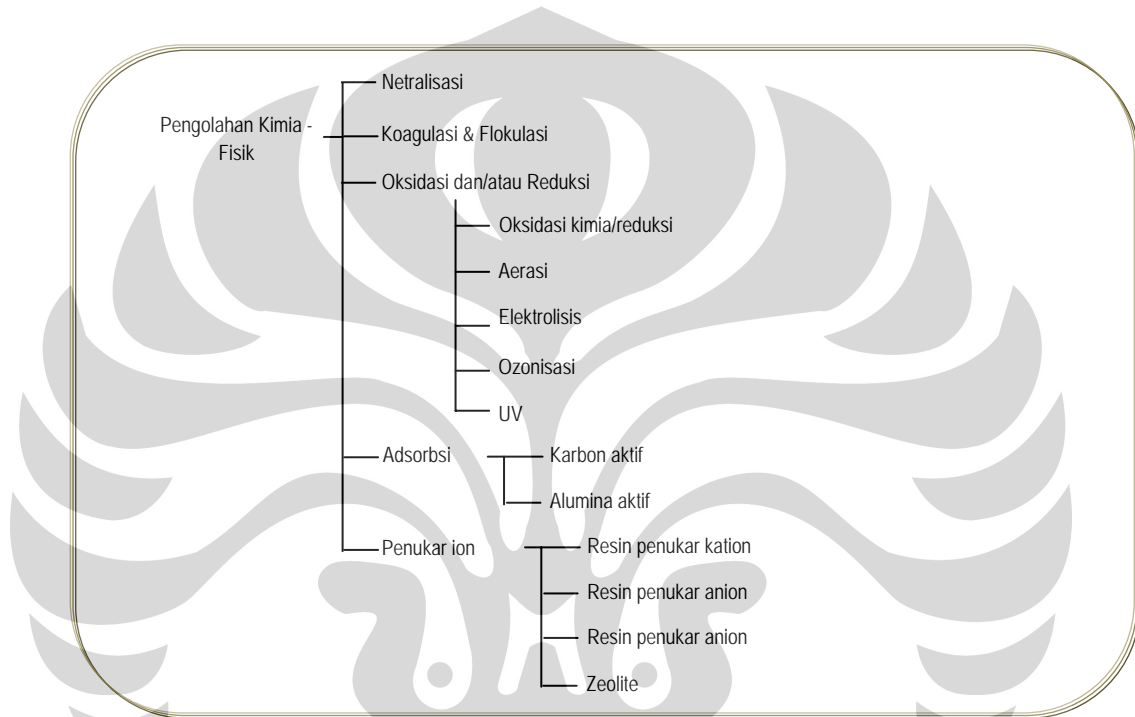 Netralisasi
Pengolahan Kimia -
Fisik
Koagulasi & Flokulasi
Oksidasi dan/atau Reduksi
Oksidasi kimia/reduksi
Aerasi
Elektrolisis
Ozonisasi
UV
Adsorbsi
Karbon aktif
Alumina aktif
Penukar ion
Resin penukar kation
Resin penukar anion
Resin penukar anion
Zeolite